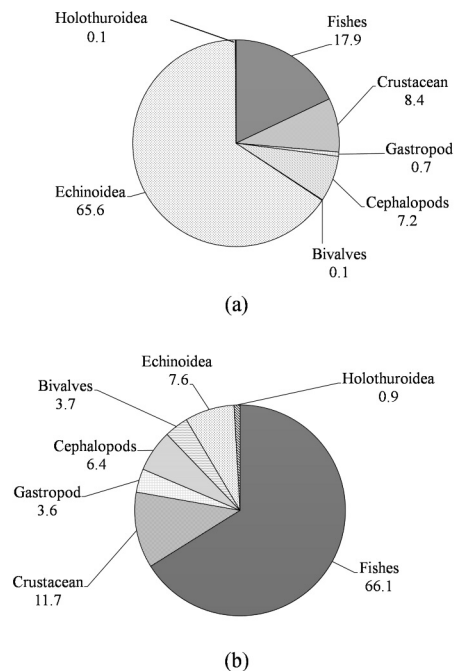 Holothuroidea
0.1
Fishes
17.9
Crustacean
8.4
Gastropod
0.7
Cephalopods
7.2
Bivalves
0.1
Echinoidea
65.6
(a)
Echinoidea
7.6
Holothuroidea
0.9
Bivalves
3.7
Cephalopods
6.4
Gastropod
3.6
Crustacean
11.7
Fishes
66.1
(b)